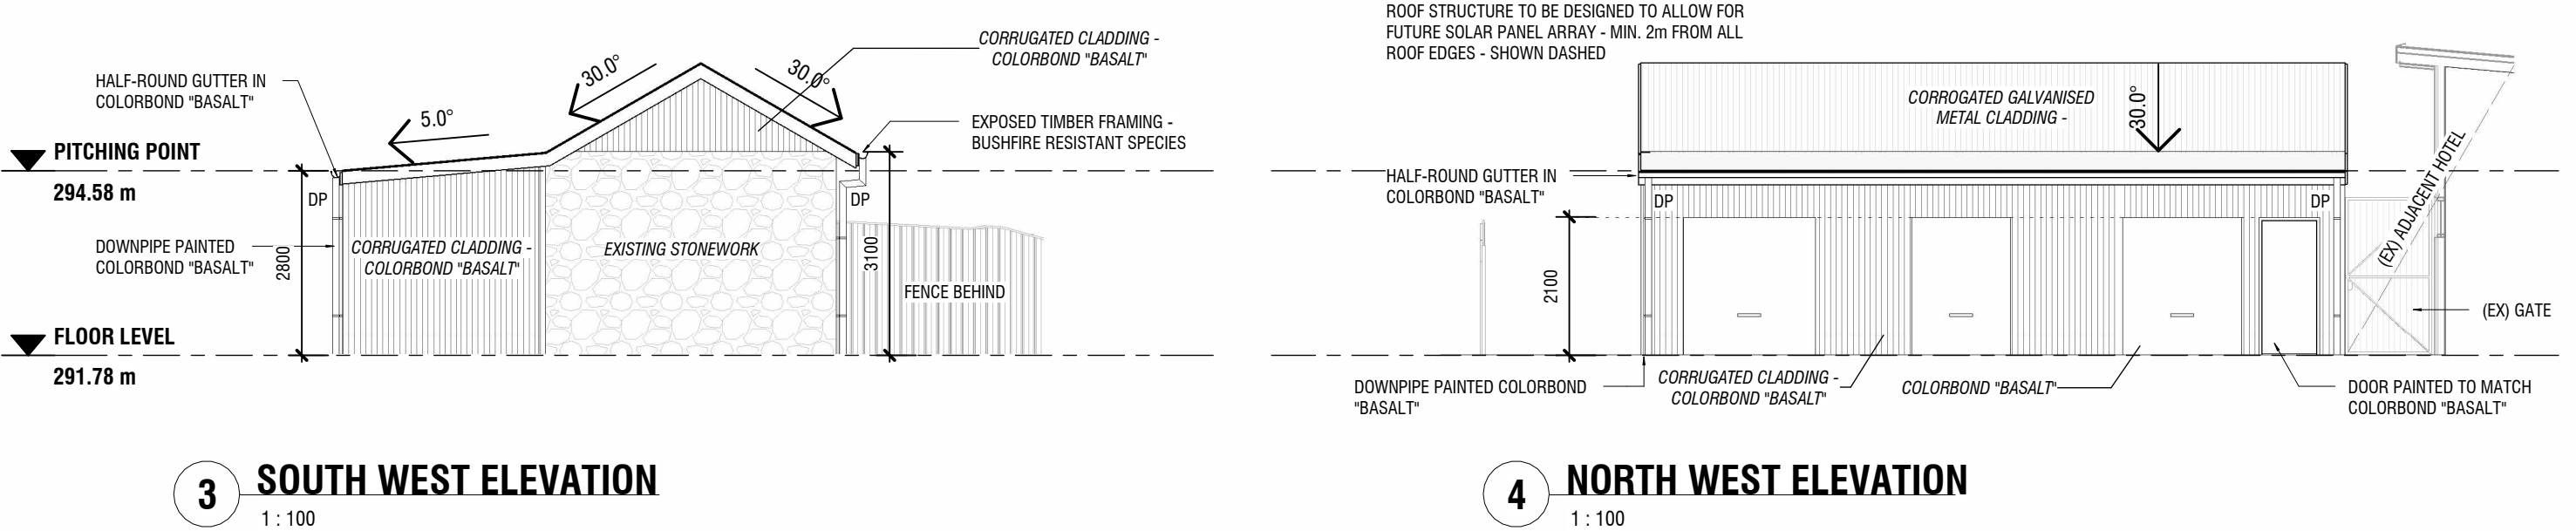 CORRUGATED CLADDING -
COLORBOND "BASALT"
30.0°
30.0°
HALF-ROUND GUTTER IN
COLORBOND "BASALT"
5.0°
EXPOSED TIMBER FRAMING -
BUSHFIRE RESISTANT SPECIES
PITCHING POINT
294.58 m
DP
DP
DOWNPIPE PAINTED
COLORBOND "BASALT"
2800
CORRUGATED CLADDING -
COLORBOND "BASALT"
EXISTING STONEWORK
3100
FENCE BEHIND
FLOOR LEVEL
291.78 m
3
SOUTH WEST ELEVATION
1 : 100
ROOF STRUCTURE TO BE DESIGNED TO ALLOW FOR
FUTURE SOLAR PANEL ARRAY - MIN. 2m FROM ALL
ROOF EDGES - SHOWN DASHED
CORROGATED GALVANISED
METAL CLADDING -
30.0°
HALF-ROUND GUTTER IN
COLORBOND "BASALT"
DP
DP
(EX) ADJACENT HOTEL
2100
(EX) GATE
DOWNPIPE PAINTED COLORBOND
"BASALT"
CORRUGATED CLADDING -
COLORBOND "BASALT"
COLORBOND "BASALT"
DOOR PAINTED TO MATCH
COLORBOND "BASALT"
4
NORTH WEST ELEVATION
1 : 100